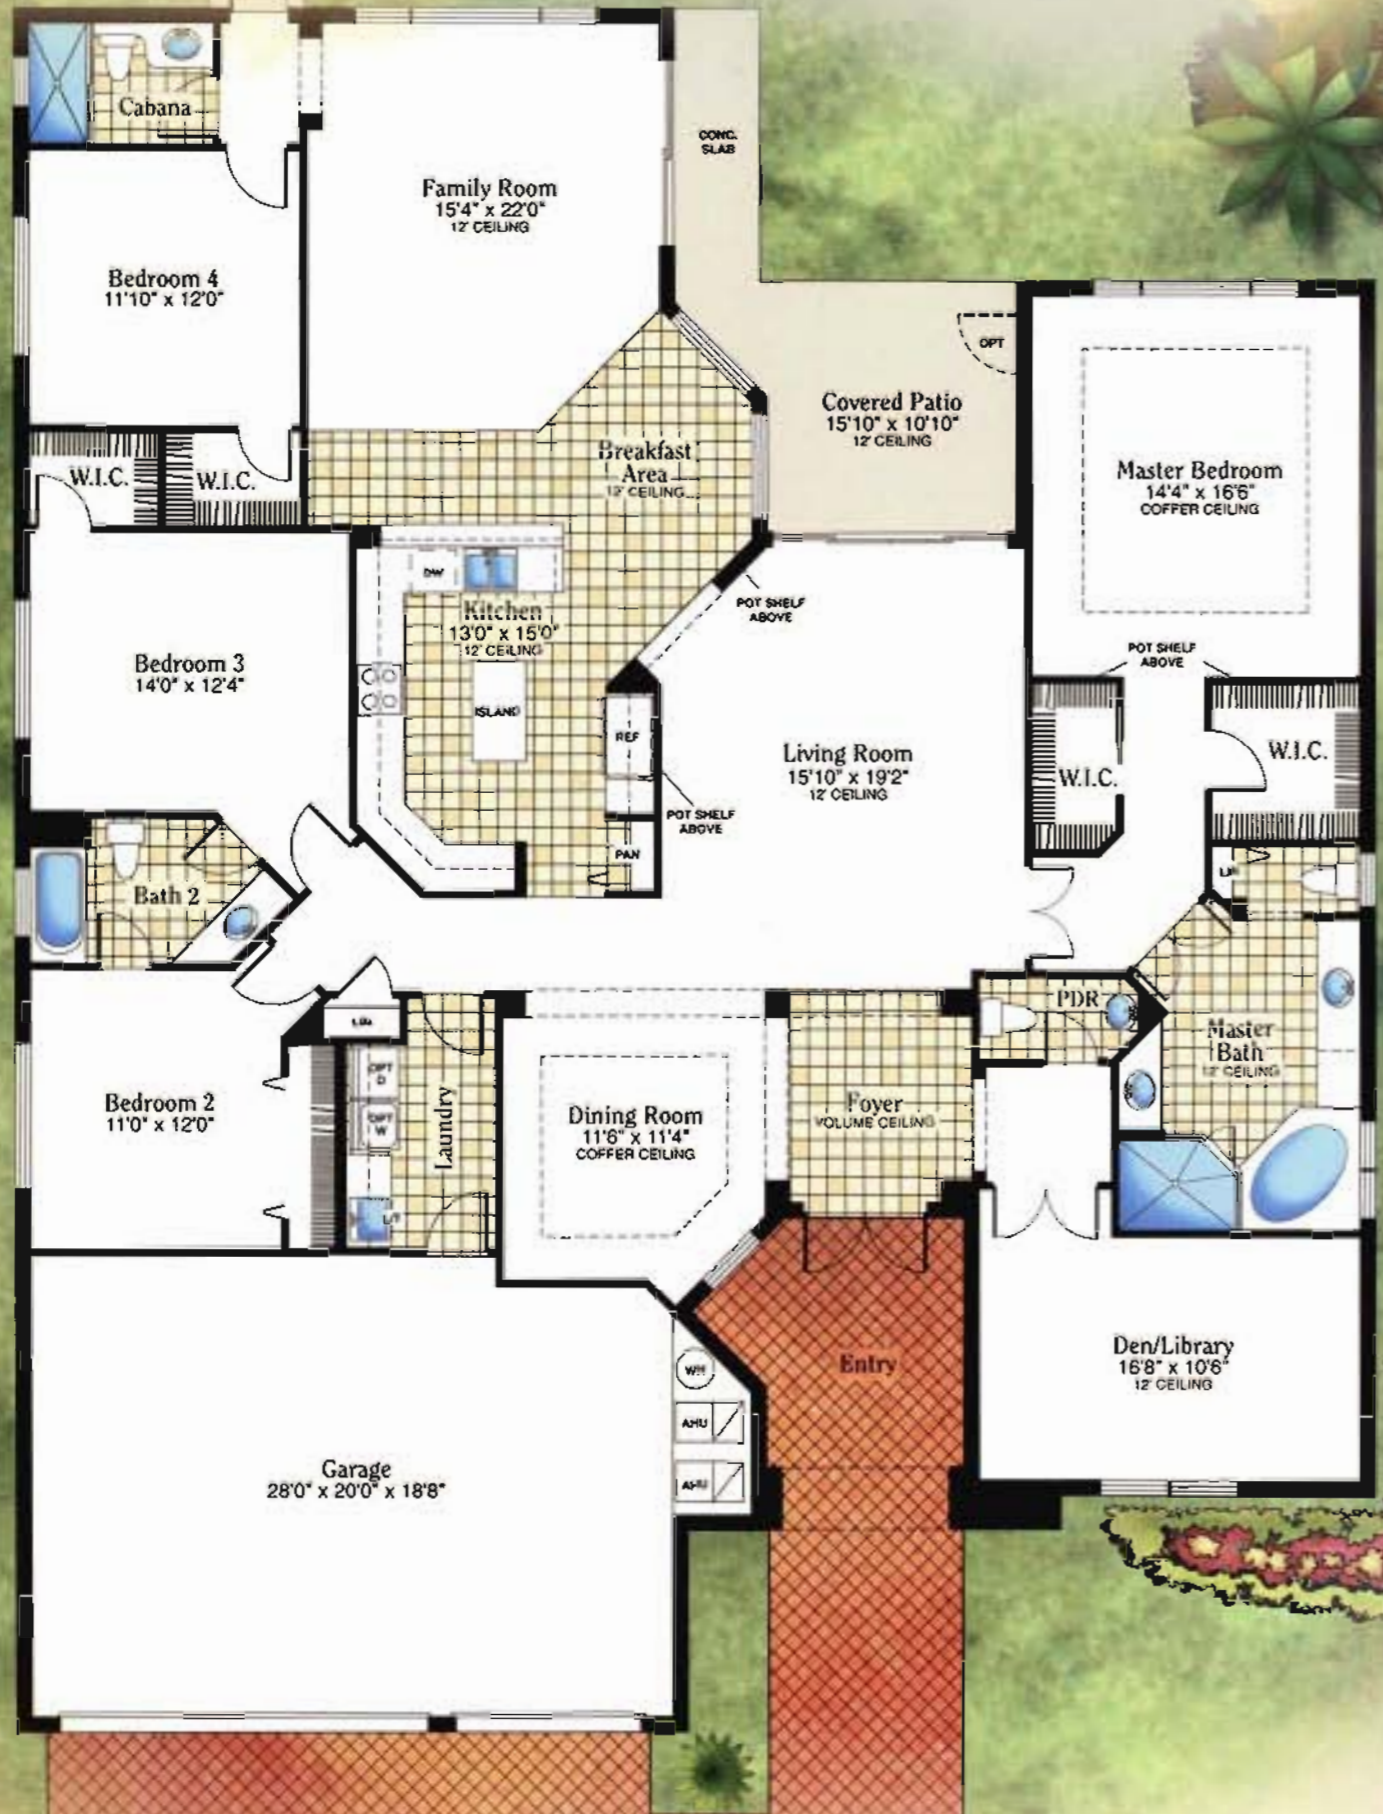 Cabana
CONC.
SLAB
Family Room
15'4" x 22'0"
12' CEILING
Bedroom 4
11'10" x 12'0"
OPT
Covered Patio
15'10" x 10'10"
12' CEILING
Breakfast
Area
12' CEILING
W.I.C.
W.I.C.
Master Bedroom
14'4" x 16'6"
COFFER CEILING
DW
Kitchen
13'0" x 15'0"
12' CEILING
POT SHELF
ABOVE
Bedroom 3
14'0" x 12'4"
POT SHELF
ABOVE
ISLAND
REF
Living Room
15'10" x 19'2"
12' CEILING
W.I.C.
W.I.C.
POT SHELF
ABOVE
PAN
Bath 2
LIN
PDR
LIN
Master
Bath
12' CEILING
OPT
D
OPT
W
Laundry
Bedroom 2
11'0" x 12'0"
Dining Room
11'6" x 11'4"
COFFER CEILING
Foyer
VOLUME CEILING
L/T
Entry
Den/Library
16'8" x 10'6"
12' CEILING
WH
AHU
AHU
Garage
28'0" x 20'0" x 18'8"